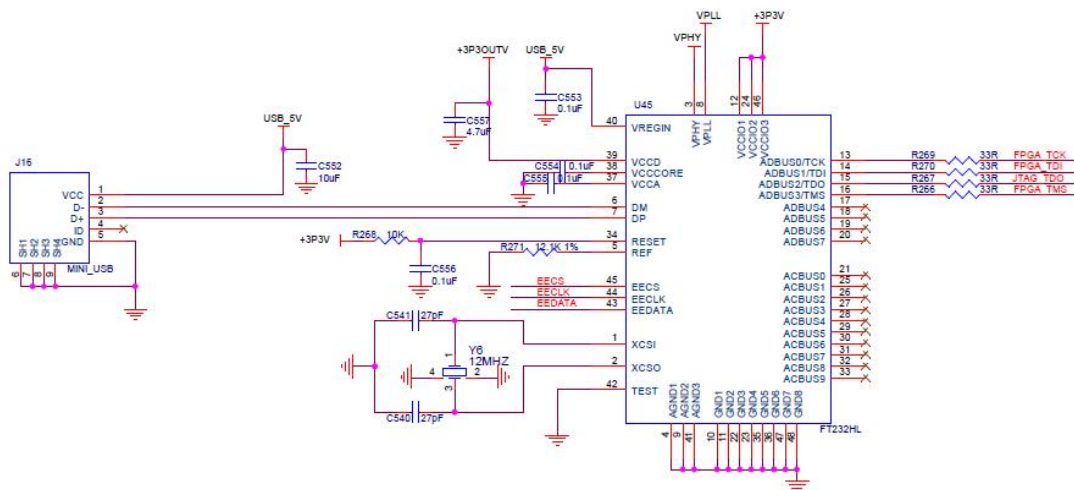 VPLL
VPHY
+3P3V
+3P3OUTV
USB_5V
C553
0.1uF
C557
4.7uF
12
24
46
3
8
U45
VPHY
VPLL
VCCIO1
VCCIO2
VCCIO3
USB_5V
C552
10uF
J16
VCC 1
D- 2
D+ 3
ID 4
GND 5
SH1
SH2
SH3
SH4
6
7
8
9
MINI_USB
40 VREGIN
39 VCCD
C554 0.1uF 38 VCCCORE
C555 0.1uF 37 VCCA
6 DM
7 DP
+3P3V R268 10K 34 RESET
R271 12.1K 1% 5 REF
C556
0.1uF
EECS 45 EECS
EECLK 44 EECLK
EEDATA 43 EEDATA
C541 27pF
1 XCSI
Y6
12MHZ
1
4
2
3
2 XCSO
42 TEST
C540 27pF
ADBUS0/TCK 13 R269 33R FPGA_TCK
ADBUS1/TDI 14 R270 33R FPGA_TDI
ADBUS2/TDO 15 R267 33R JTAG_TDO
ADBUS3/TMS 16 R266 33R FPGA_TMS
ADBUS4 17
ADBUS5 18
ADBUS6 19
ADBUS7 20
ACBUS0 21
ACBUS1 25
ACBUS2 26
ACBUS3 27
ACBUS4 28
ACBUS5 29
ACBUS6 30
ACBUS7 31
ACBUS8 32
ACBUS9 33
AGND1
AGND2
AGND3
GND1
GND2
GND3
GND4
GND5
GND6
GND7
GND8
FT232HL
4
9
41
10
11
22
23
35
36
47
48